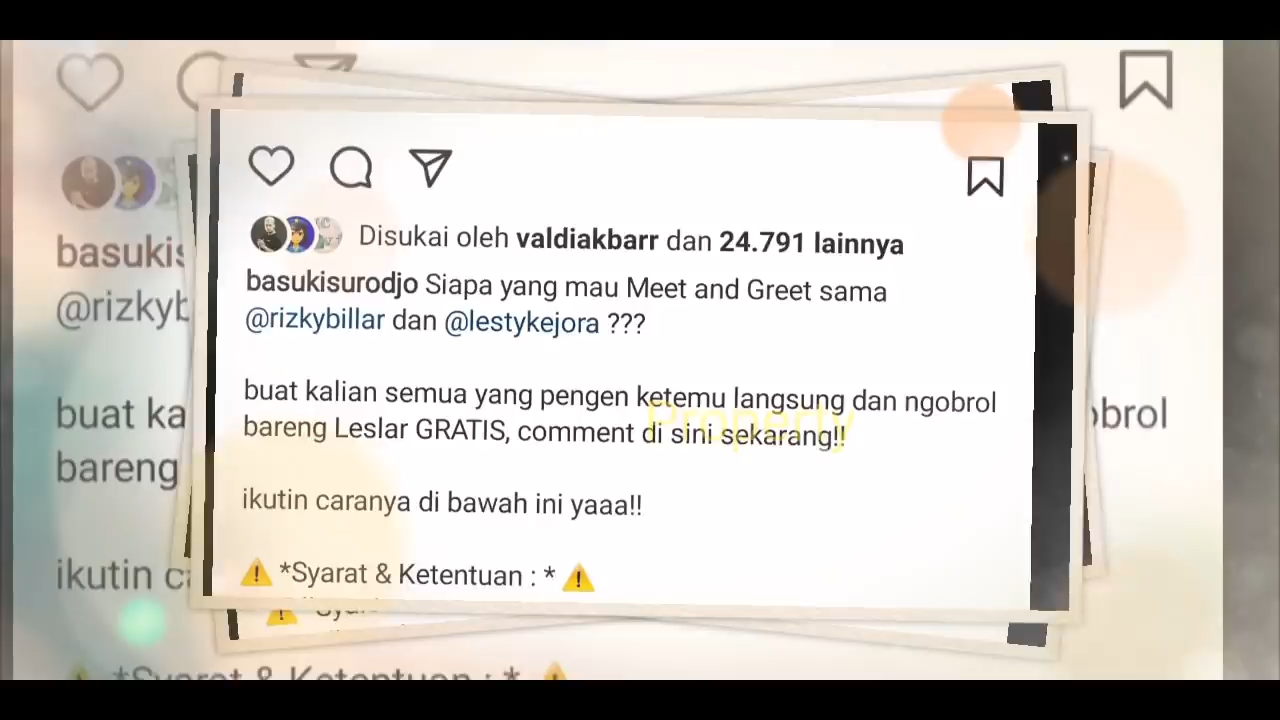 Disukai oleh valdiakbarr dan 24.791 lainnya
basukisurodjo Siapa yang mau Meet and Greet sama
@rizkybillar dan @lestykejora ???
buat kalian semua yang pengen ketemu langsung dan ngobrol
bareng Leslar GRATIS, comment di sini sekarang!!
Property
ikutin caranya di bawah ini yaaa!!
⚠️ *Syarat & Ketentuan : * ⚠️